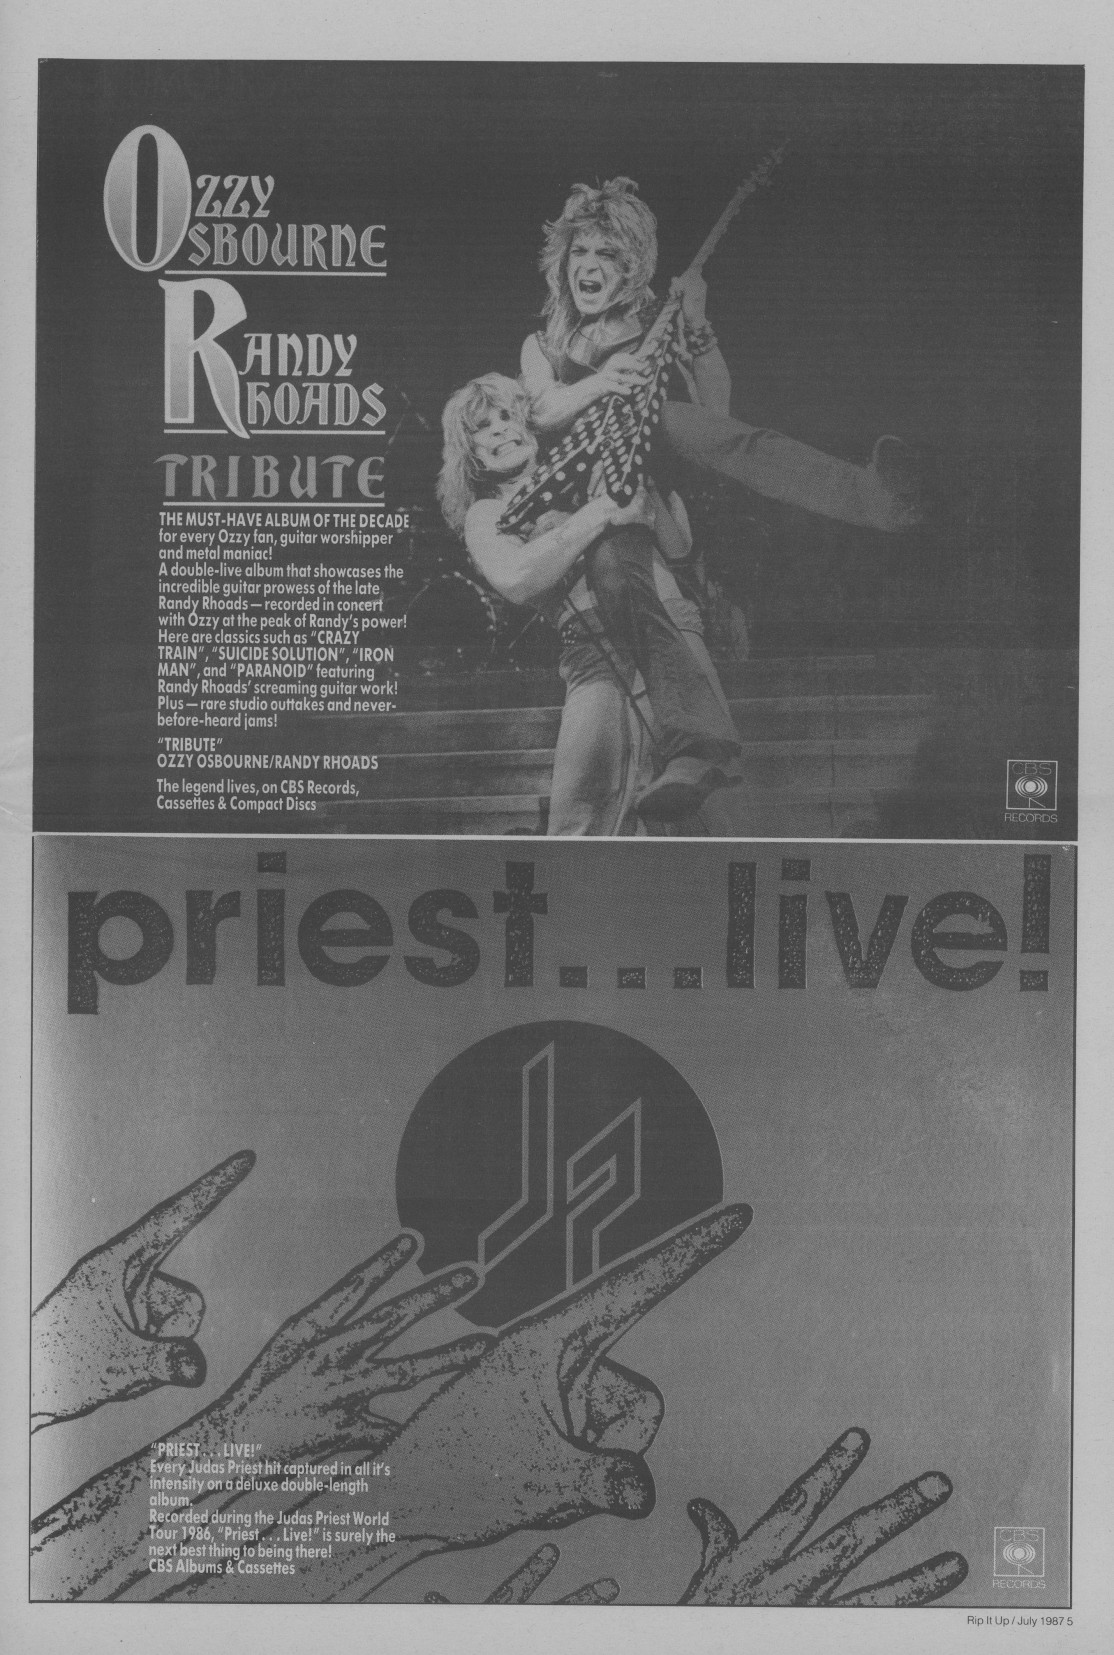 OZZY
OSBOURNE
RANDY
RHOADS
TRIBUTE
THE MUST-HAVE ALBUM OF THE DECADE
for every Ozzy fan, guitar worshipper
and metal maniac!
A double-live album that showcases the
incredible guitar prowess of the late
Randy Rhoads — recorded in concert
with Ozzy at the peak of Randy's power!
Here are classics such as "CRAZY
TRAIN", "SUICIDE SOLUTION", "IRON
MAN", and "PARANOID" featuring
Randy Rhoads' screaming guitar work!
Plus — rare studio outtakes and never-
before-heard jams!
"TRIBUTE"
OZZY OSBOURNE/RANDY RHOADS
The legend lives, on CBS Records,
Cassettes & Compact Discs
CBS
RECORDS
priest...live!
JP
"PRIEST...LIVE!"
Every Judas Priest hit captured in all it's
intensity on a deluxe double-length
album.
Recorded during the Judas Priest World
Tour 1986, "Priest...Live!" is surely the
next best thing to being there!
CBS Albums & Cassettes
CBS
RECORDS
Rip It Up / July 1987 5